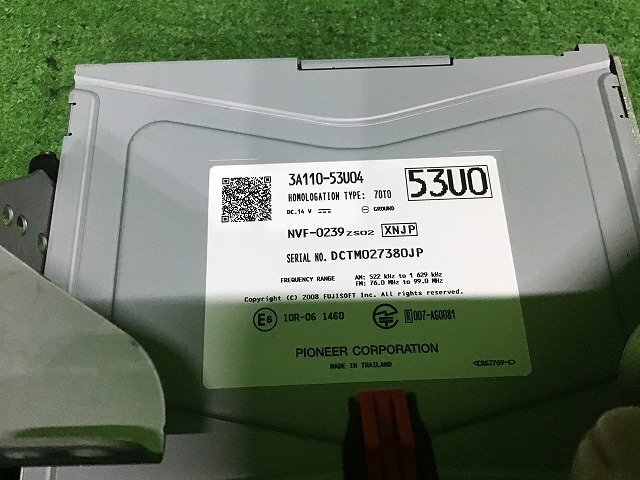 3A110-53U04
53U0
HOMOLOGATION TYPE: 70T0
DC.14 V ⎓ ⊖ GROUND
NVF-0239ZS02 XNJP
SERIAL NO. DCTM027380JP
FREQUENCY RANGE AM: 522 kHz to 1 629 kHz
FM: 76.0 MHz to 99.0 MHz
Copyright (C) 2008 FUJISOFT Inc. All rights reserved.
E6 10R-06 1460 R 007-AG0081
PIONEER CORPORATION
MADE IN THAILAND